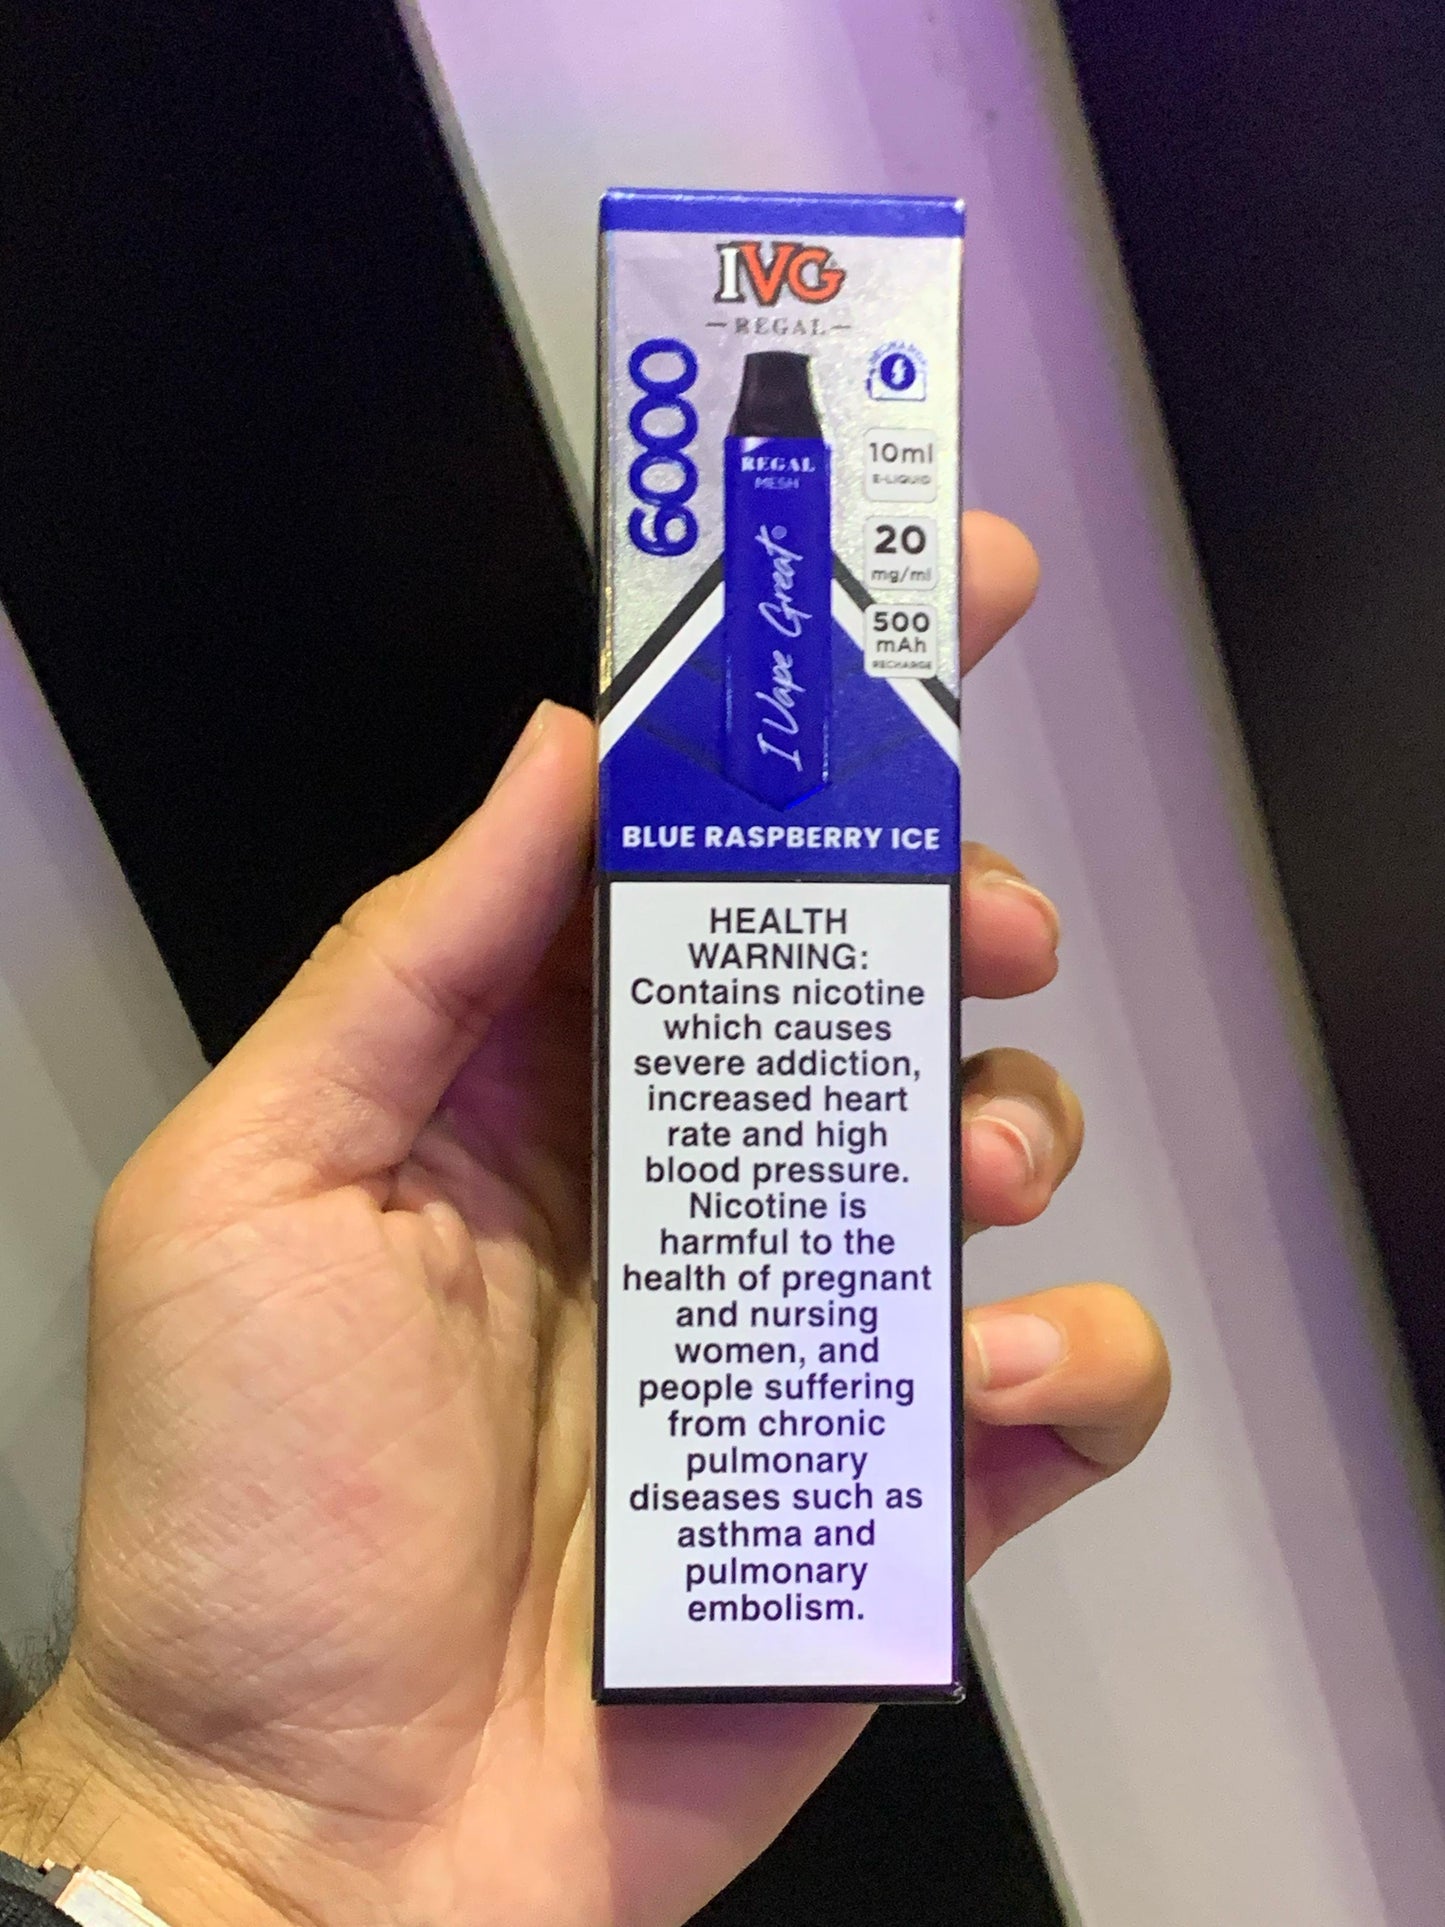 IVG
REGAL
6000
10ml
E-LIQUID
20
mg/ml
500
mAh
RECHARGE
REGAL
MESH
I Vape Great
BLUE RASPBERRY ICE
HEALTH
WARNING:
Contains nicotine
which causes
severe addiction,
increased heart
rate and high
blood pressure.
Nicotine is
harmful to the
health of pregnant
and nursing
women, and
people suffering
from chronic
pulmonary
diseases such as
asthma and
pulmonary
embolism.